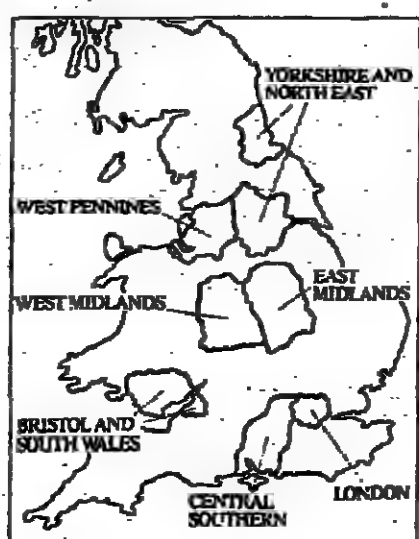 YORKSHIRE AND
NORTH EAST
WEST PENNINES
WEST MIDLANDS
EAST
MIDLANDS
BRISTOL AND
SOUTH WALES
CENTRAL
SOUTHERN
LONDON